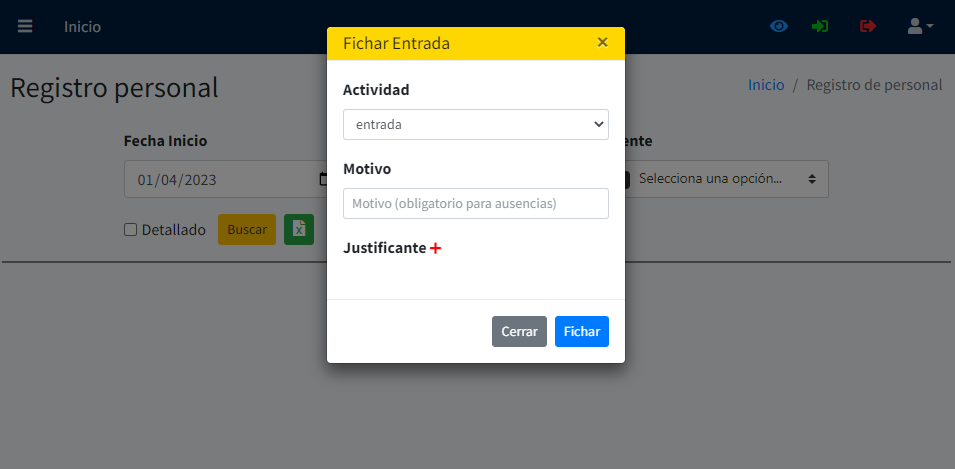 Inicio
Fichar Entrada
×
Registro personal
Inicio / Registro de personal
Actividad
entrada
Fecha Inicio
01/04/2023
Selecciona una opción...
Motivo
Motivo (obligatorio para ausencias)
Detallado
Buscar
Justificante +
Cerrar
Fichar